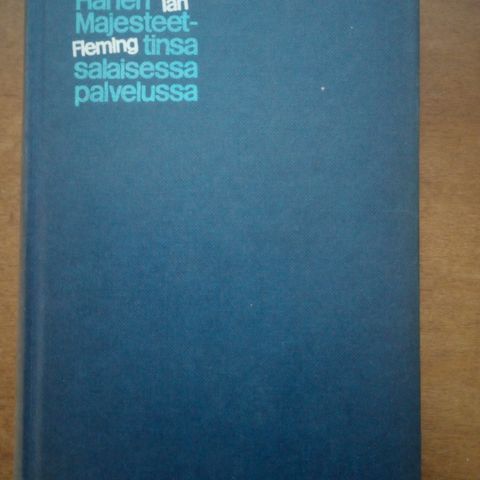 Hänen Ian
Majesteet-
Fleming tinsa
salaisessa
palvelussa